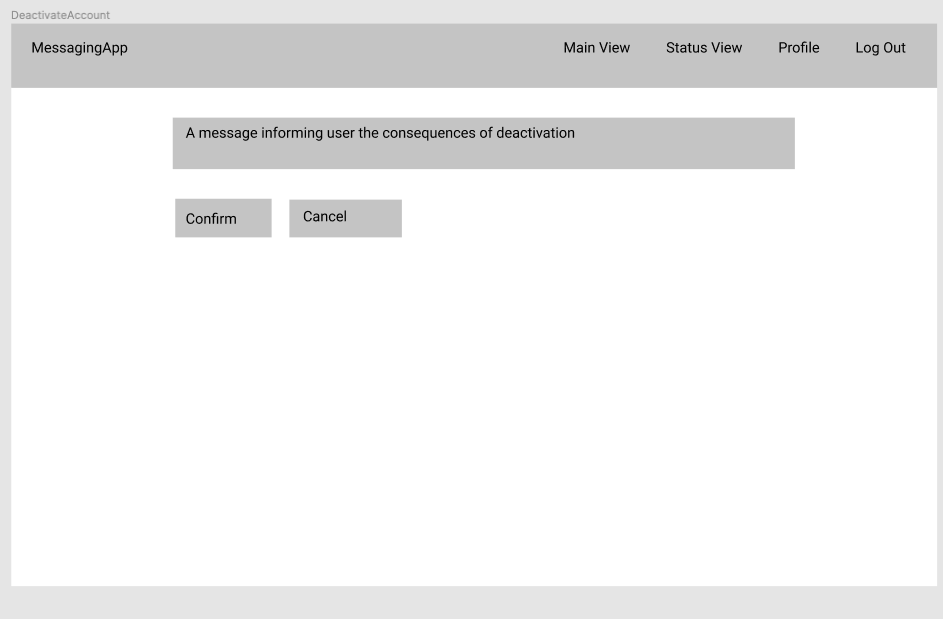 DeactivateAccount
MessagingApp Main View Status View Profile Log Out
A message informing user the consequences of deactivation
Confirm Cancel